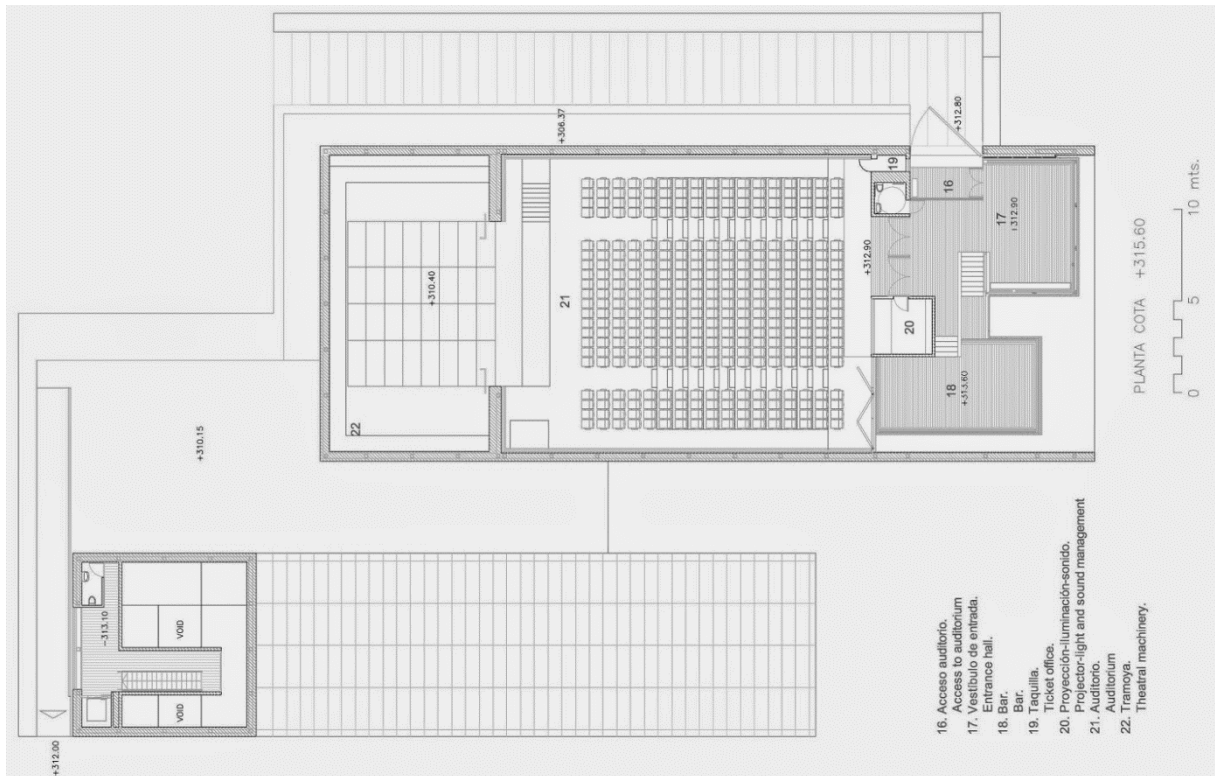 +306.37
+312.80
19
16
17
+312.90
+310.40
21
+312.90
20
18
+313.60
22
+310.15
-313.10
VOID
VOID
+312.00
PLANTA COTA +315.60
0 5 10 mts.
16. Acceso auditorio.
Access to auditorium
17. Vestíbulo de entrada.
Entrance hall.
18. Bar.
Bar.
19. Taquilla.
Ticket office.
20. Proyección-iluminación-sonido.
Projector-light and sound management
21. Auditorio.
Auditorium
22. Tramoya.
Theatral machinery.